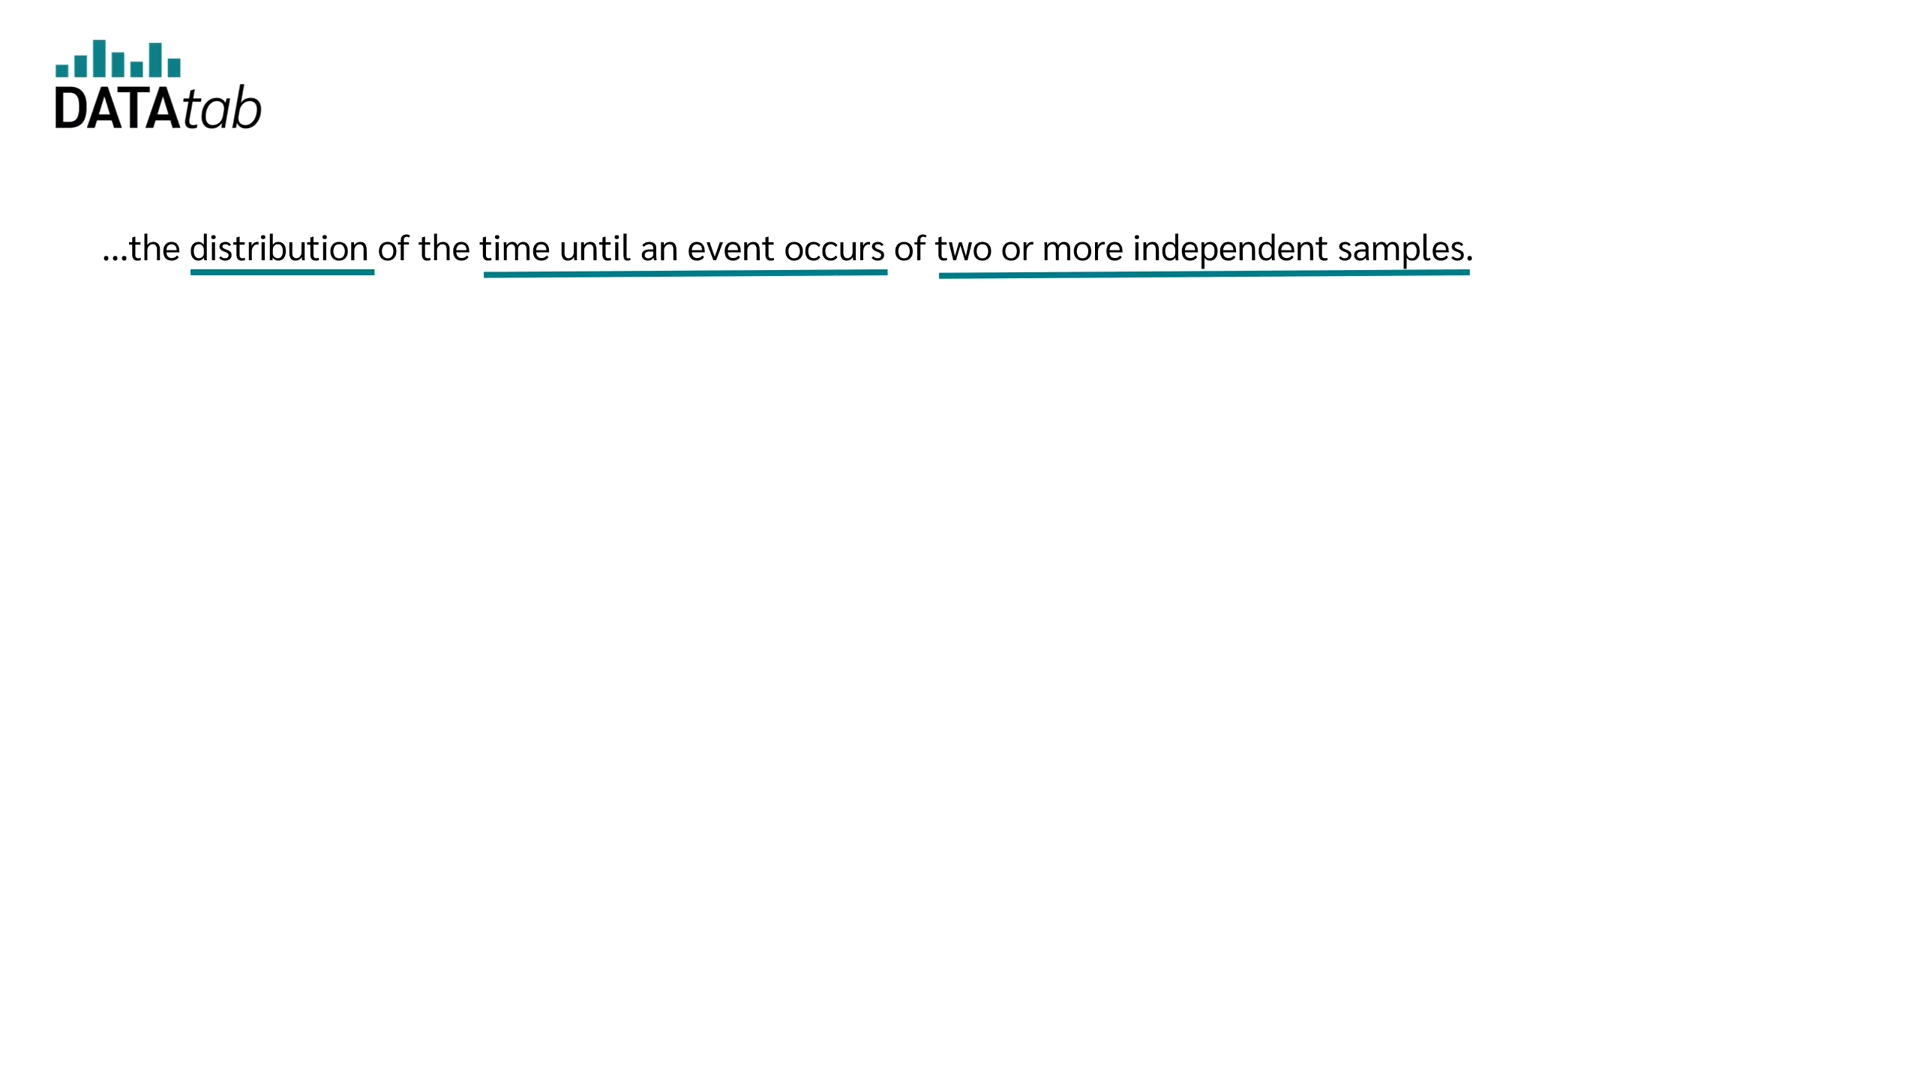 DATAtab
...the distribution of the time until an event occurs of two or more independent samples.